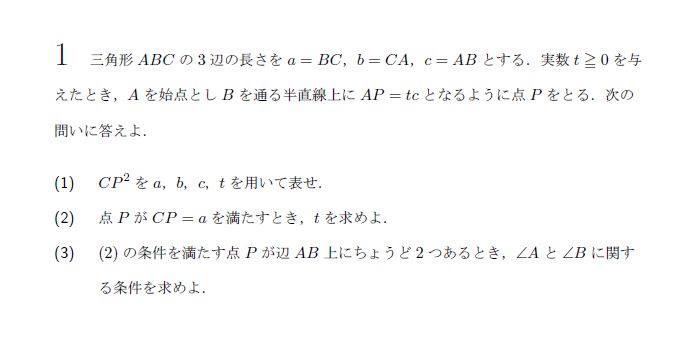 1 三角形 ABC の 3 辺の長さを a = BC, b = CA, c = AB とする．実数 t ≧ 0 を与
えたとき，A を始点とし B を通る半直線上に AP = tc となるように点 P をとる．次の
問いに答えよ．
(1) CP² を a, b, c, t を用いて表せ．
(2) 点 P が CP = a を満たすとき，t を求めよ．
(3) (2) の条件を満たす点 P が辺 AB 上にちょうど 2 つあるとき，∠A と ∠B に関す
る条件を求めよ．